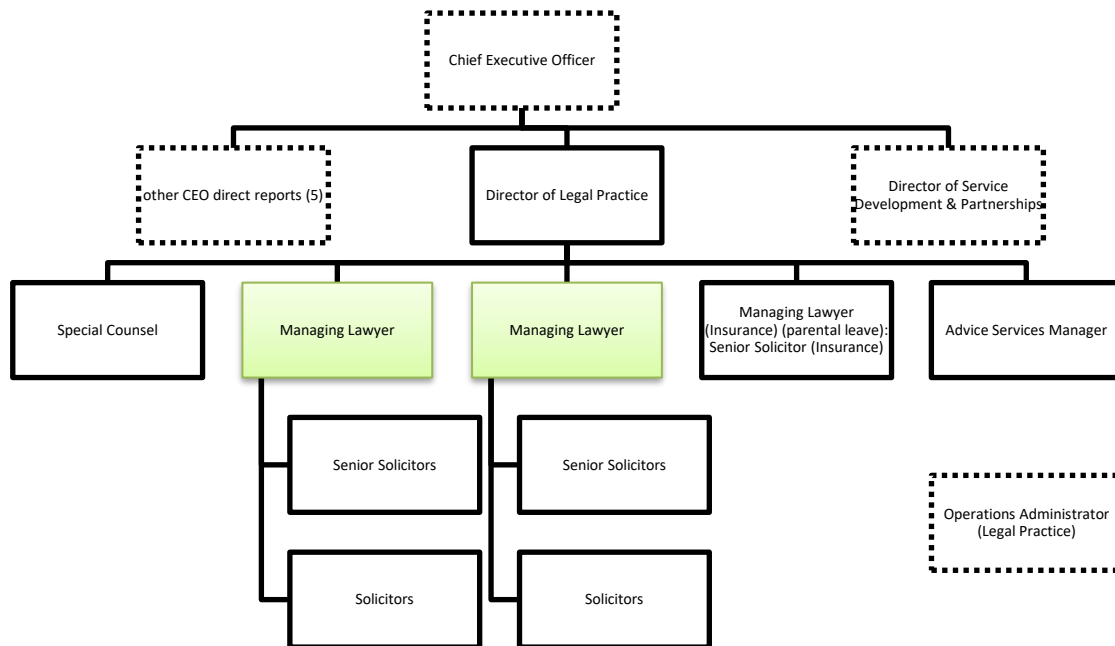 Chief Executive Officer
other CEO direct reports (5)
Director of Legal Practice
Director of Service
Development & Partnerships
Special Counsel
Managing Lawyer
Managing Lawyer
Managing Lawyer
(Insurance) (parental leave):
Senior Solicitor (Insurance)
Advice Services Manager
Senior Solicitors
Senior Solicitors
Operations Administrator
(Legal Practice)
Solicitors
Solicitors